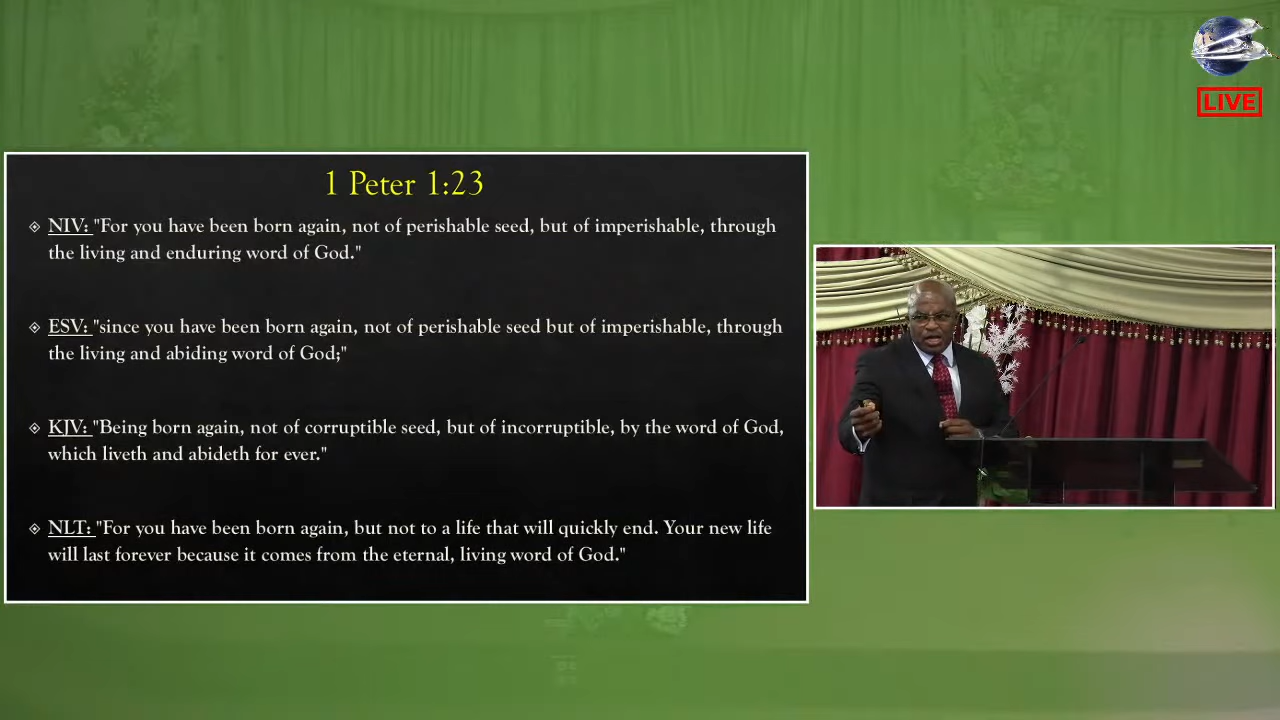 LIVE
1 Peter 1:23
NIV: "For you have been born again, not of perishable seed, but of imperishable, through
the living and enduring word of God."
ESV: "since you have been born again, not of perishable seed but of imperishable, through
the living and abiding word of God;"
KJV: "Being born again, not of corruptible seed, but of incorruptible, by the word of God,
which liveth and abideth for ever."
NLT: "For you have been born again, but not to a life that will quickly end. Your new life
will last forever because it comes from the eternal, living word of God."